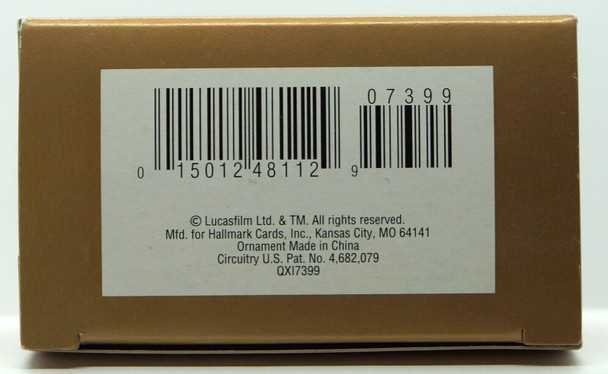 07399
0 15012 48112 9
© Lucasfilm Ltd. & TM. All rights reserved.
Mfd. for Hallmark Cards, Inc., Kansas City, MO 64141
Ornament Made in China
Circuitry U.S. Pat. No. 4,682,079
QXI7399